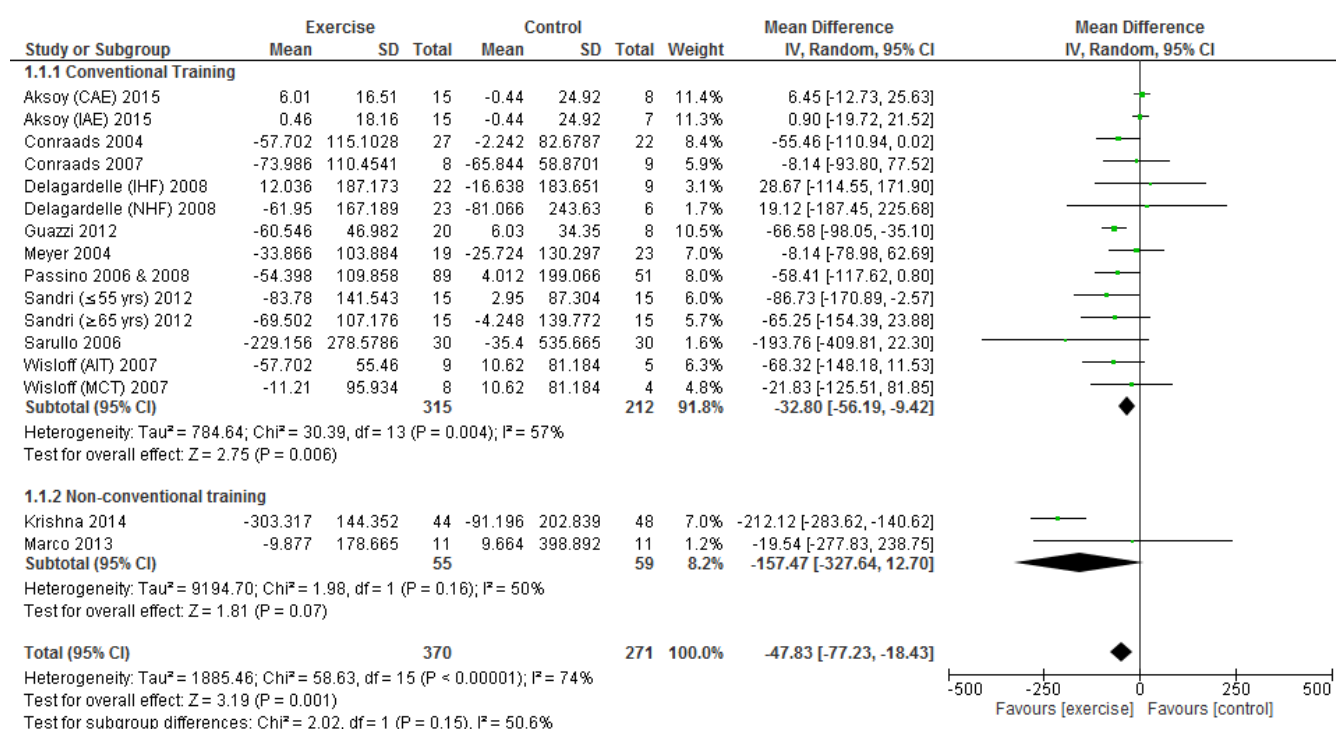 Exercise Control Mean Difference Mean Difference
Study or Subgroup Mean SD Total Mean SD Total Weight IV, Random, 95% CI IV, Random, 95% CI
1.1.1 Conventional Training
Aksoy (CAE) 2015 6.01 16.51 15 -0.44 24.92 8 11.4% 6.45 [-12.73, 25.63]
Aksoy (IAE) 2015 0.46 18.16 15 -0.44 24.92 7 11.3% 0.90 [-19.72, 21.52]
Conraads 2004 -57.702 115.1028 27 -2.242 82.6787 22 8.4% -55.46 [-110.94, 0.02]
Conraads 2007 -73.986 110.4541 8 -65.844 58.8701 9 5.9% -8.14 [-93.80, 77.52]
Delagardelle (IHF) 2008 12.036 187.173 22 -16.638 183.651 9 3.1% 28.67 [-114.55, 171.90]
Delagardelle (NHF) 2008 -61.95 167.189 23 -81.066 243.63 6 1.7% 19.12 [-187.45, 225.68]
Guazzi 2012 -60.546 46.982 20 6.03 34.35 8 10.5% -66.58 [-98.05, -35.10]
Meyer 2004 -33.866 103.884 19 -25.724 130.297 23 7.0% -8.14 [-78.98, 62.69]
Passino 2006 & 2008 -54.398 109.858 89 4.012 199.066 51 8.0% -58.41 [-117.62, 0.80]
Sandri (≤55 yrs) 2012 -83.78 141.543 15 2.95 87.304 15 6.0% -86.73 [-170.89, -2.57]
Sandri (≥65 yrs) 2012 -69.502 107.176 15 -4.248 139.772 15 5.7% -65.25 [-154.39, 23.88]
Sarullo 2006 -229.156 278.5786 30 -35.4 535.665 30 1.6% -193.76 [-409.81, 22.30]
Wisloff (AIT) 2007 -57.702 55.46 9 10.62 81.184 5 6.3% -68.32 [-148.18, 11.53]
Wisloff (MCT) 2007 -11.21 95.934 8 10.62 81.184 4 4.8% -21.83 [-125.51, 81.85]
Subtotal (95% CI) 315 212 91.8% -32.80 [-56.19, -9.42]
Heterogeneity: Tau² = 784.64; Chi² = 30.39, df = 13 (P = 0.004); I² = 57%
Test for overall effect: Z = 2.75 (P = 0.006)
1.1.2 Non-conventional training
Krishna 2014 -303.317 144.352 44 -91.196 202.839 48 7.0% -212.12 [-283.62, -140.62]
Marco 2013 -9.877 178.665 11 9.664 398.892 11 1.2% -19.54 [-277.83, 238.75]
Subtotal (95% CI) 55 59 8.2% -157.47 [-327.64, 12.70]
Heterogeneity: Tau² = 9194.70; Chi² = 1.98, df = 1 (P = 0.16); I² = 50%
Test for overall effect: Z = 1.81 (P = 0.07)
Total (95% CI) 370 271 100.0% -47.83 [-77.23, -18.43]
Heterogeneity: Tau² = 1885.46; Chi² = 58.63, df = 15 (P < 0.00001); I² = 74%
Test for overall effect: Z = 3.19 (P = 0.001)
Test for subgroup differences: Chi² = 2.02, df = 1 (P = 0.15), I² = 50.6%
-500 -250 0 250 500
Favours [exercise] Favours [control]